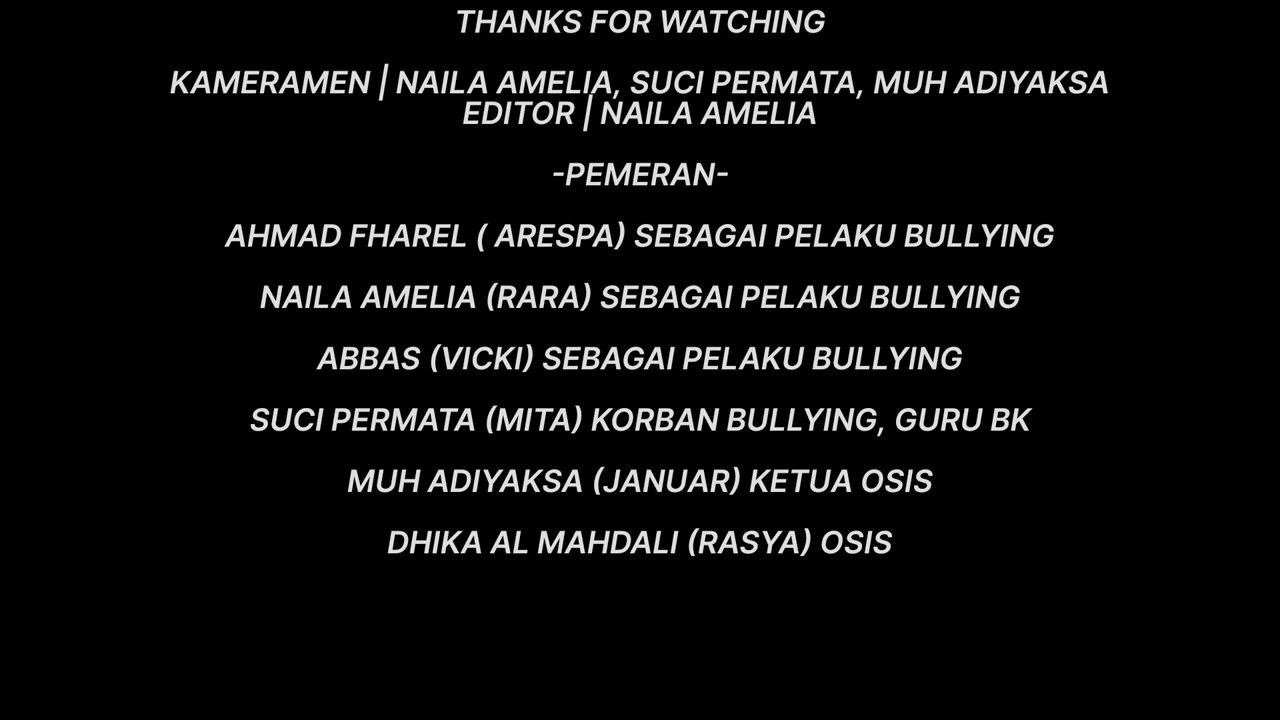 THANKS FOR WATCHING
KAMERAMEN | NAILA AMELIA, SUCI PERMATA, MUH ADIYAKSA
EDITOR | NAILA AMELIA
-PEMERAN-
AHMAD FHAREL ( ARESPA) SEBAGAI PELAKU BULLYING
NAILA AMELIA (RARA) SEBAGAI PELAKU BULLYING
ABBAS (VICKI) SEBAGAI PELAKU BULLYING
SUCI PERMATA (MITA) KORBAN BULLYING, GURU BK
MUH ADIYAKSA (JANUAR) KETUA OSIS
DHIKA AL MAHDALI (RASYA) OSIS